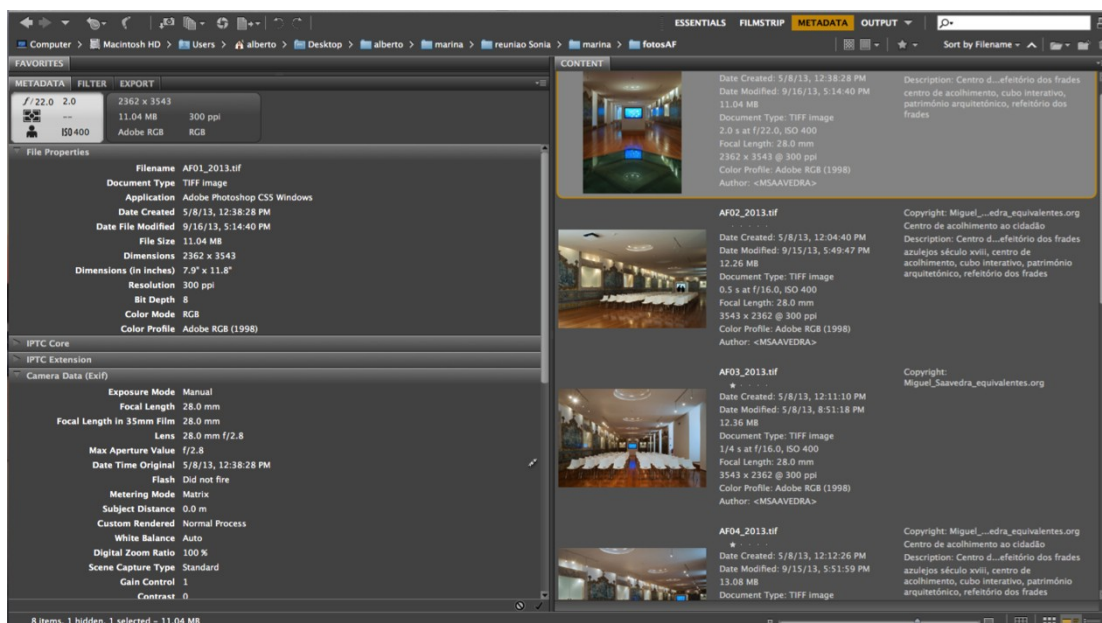 ESSENTIALS FILMSTRIP METADATA OUTPUT
Computer > Macintosh HD > Users > alberto > Desktop > alberto > marina > reuniao Sonia > marina > fotosAF
Sort by Filename
FAVORITES
METADATA FILTER EXPORT
f/22.0 2.0
--
ISO400
2362 x 3543
11.04 MB 300 ppi
Adobe RGB RGB
File Properties
Filename AF01_2013.tif
Document Type TIFF image
Application Adobe Photoshop CS5 Windows
Date Created 5/8/13, 12:38:28 PM
Date File Modified 9/16/13, 5:14:40 PM
File Size 11.04 MB
Dimensions 2362 x 3543
Dimensions (in inches) 7.9" x 11.8"
Resolution 300 ppi
Bit Depth 8
Color Mode RGB
Color Profile Adobe RGB (1998)
IPTC Core
IPTC Extension
Camera Data (Exif)
Exposure Mode Manual
Focal Length 28.0 mm
Focal Length in 35mm Film 28.0 mm
Lens 28.0 mm f/2.8
Max Aperture Value f/2.8
Date Time Original 5/8/13, 12:38:28 PM
Flash Did not fire
Metering Mode Matrix
Subject Distance 0.0 m
Custom Rendered Normal Process
White Balance Auto
Digital Zoom Ratio 100 %
Scene Capture Type Standard
Gain Control 1
Contrast 0
8 items, 1 hidden, 1 selected - 11.04 MB
CONTENT
Date Created: 5/8/13, 12:38:28 PM
Date Modified: 9/16/13, 5:14:40 PM
11.04 MB
Document Type: TIFF image
2.0 s at f/22.0, ISO 400
Focal Length: 28.0 mm
2362 x 3543 @ 300 ppi
Color Profile: Adobe RGB (1998)
Author: <MSAAVEDRA>
Description: Centro d...efeitório dos frades
centro de acolhimento, cubo interativo,
património arquitetônico, refeitório dos
frades
AF02_2013.tif
Date Created: 5/8/13, 12:04:40 PM
Date Modified: 9/15/13, 5:49:47 PM
12.26 MB
Document Type: TIFF image
0.5 s at f/16.0, ISO 400
Focal Length: 28.0 mm
3543 x 2362 @ 300 ppi
Color Profile: Adobe RGB (1998)
Author: <MSAAVEDRA>
Copyright: Miguel_...edra_equivalentes.org
Centro de acolhimento ao cidadão
Description: Centro d...efeitório dos frades
azulejos século xviii, centro de
acolhimento, cubo interativo, património
arquitetônico, refeitório dos frades
AF03_2013.tif
Date Created: 5/8/13, 12:11:10 PM
Date Modified: 5/8/13, 8:51:18 PM
12.36 MB
Document Type: TIFF image
1/4 s at f/16.0, ISO 400
Focal Length: 28.0 mm
3543 x 2362 @ 300 ppi
Color Profile: Adobe RGB (1998)
Author: <MSAAVEDRA>
Copyright:
Miguel_Saavedra_equivalentes.org
AF04_2013.tif
Date Created: 5/8/13, 12:12:26 PM
Date Modified: 9/15/13, 5:51:59 PM
13.08 MB
Document Type: TIFF image
Copyright: Miguel_...edra_equivalentes.org
Centro de acolhimento ao cidadão
Description: Centro d...efeitório dos frades
azulejos século xviii, centro de
acolhimento, cubo interativo, património
arquitetônico, refeitório dos frades